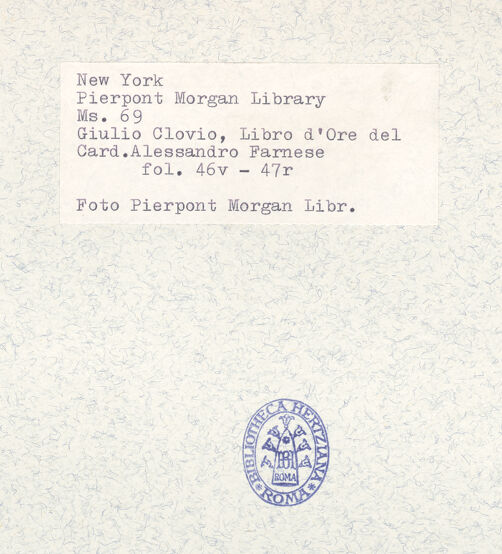 New York
Pierpont Morgan Library
Ms. 69
Giulio Clovio, Libro d'Ore del
Card.Alessandro Farnese
fol. 46v - 47r
Foto Pierpont Morgan Libr.
BIBLIOTHECA HERTZIANA
ROMA
ROMA